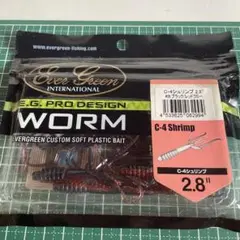 www.evergreen-fishing.com
Ever Green
INTERNATIONAL
E.G. PRO DESIGN
WORM
EVERGREEN CUSTOM SOFT PLASTIC BAIT
C-4シュリンプ 2.8"
C-4 Shrimp
C-4シュリンプ
2.8"